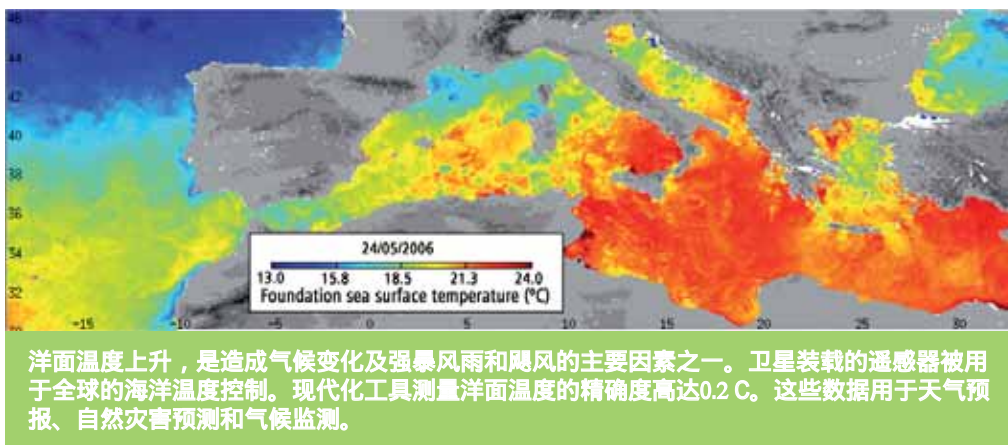 46
44
42
40
38
36
34
32
30
24/05/2006
13.0 15.8 18.5 21.3 24.0
Foundation sea surface temperature (°C)
-15 -10 -5 0 5 10 15 20 25 30
洋面温度上升，是造成气候变化及强暴风雨和飓风的主要因素之一。卫星装载的遥感器被用
于全球的海洋温度控制。现代化工具测量洋面温度的精确度高达0.2 C。这些数据用于天气预
报、自然灾害预测和气候监测。